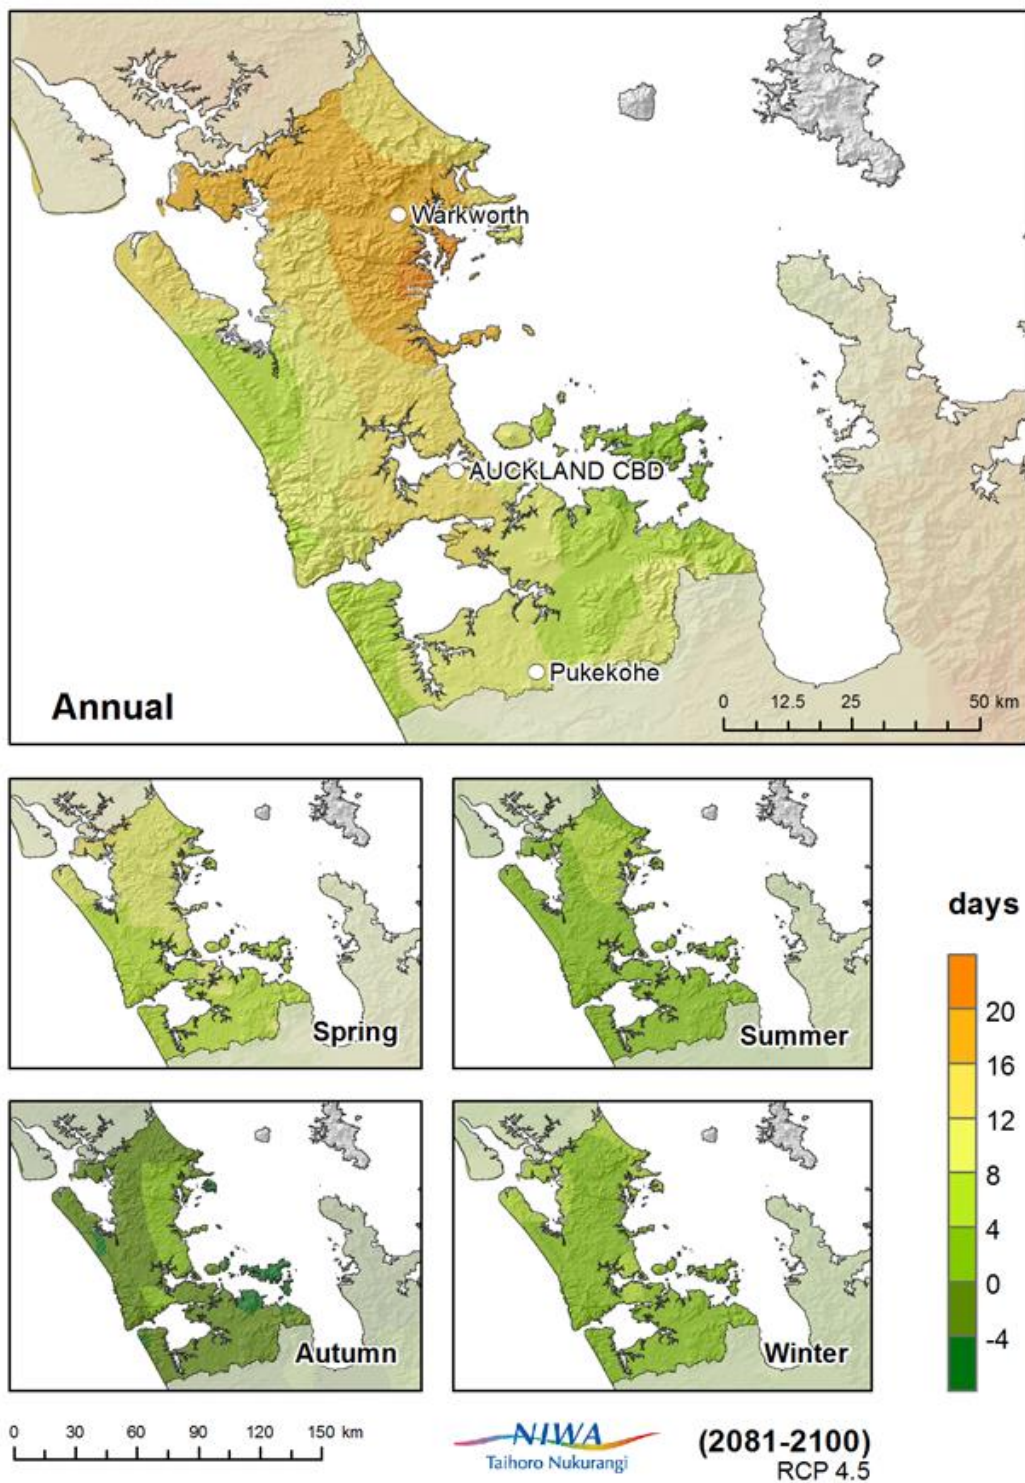 Warkworth
AUCKLAND CBD
Pukekohe
Annual
0 12.5 25 50 km
Spring
Summer
Autumn
Winter
days
20
16
12
8
4
0
-4
0 30 60 90 120 150 km
NIWA
Taihoro Nukurangi
(2081-2100)
RCP 4.5